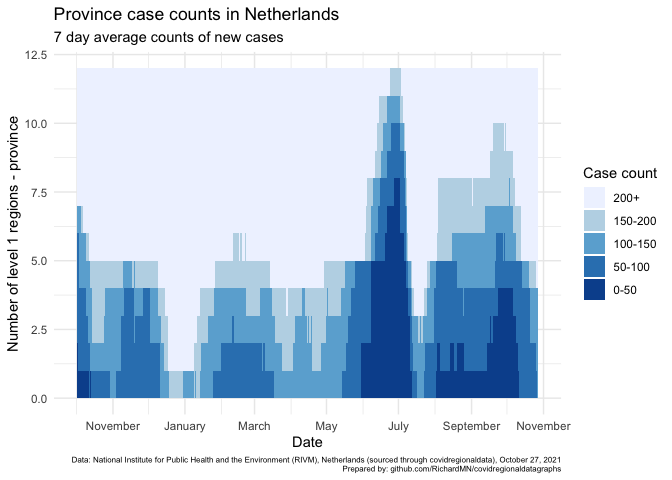 Province case counts in Netherlands
7 day average counts of new cases
12.5
10.0
7.5
5.0
2.5
0.0
Number of level 1 regions - province
November
January
March
May
July
September
November
Date
Case count
200+
150-200
100-150
50-100
0-50
Data: National Institute for Public Health and the Environment (RIVM), Netherlands (sourced through covidregionaldata), October 27, 2021
Prepared by: github.com/RichardMN/covidregionaldatagraphs